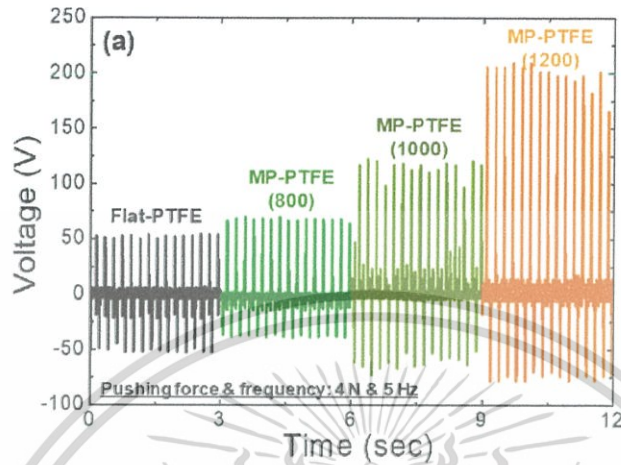 250
200
150
100
50
0
-50
-100
Voltage (V)
(a)
Flat-PTFE
MP-PTFE
(800)
MP-PTFE
(1000)
MP-PTFE
(1200)
Pushing force & frequency: 4 N & 5 Hz
0 3 6 9 12
Time (sec)